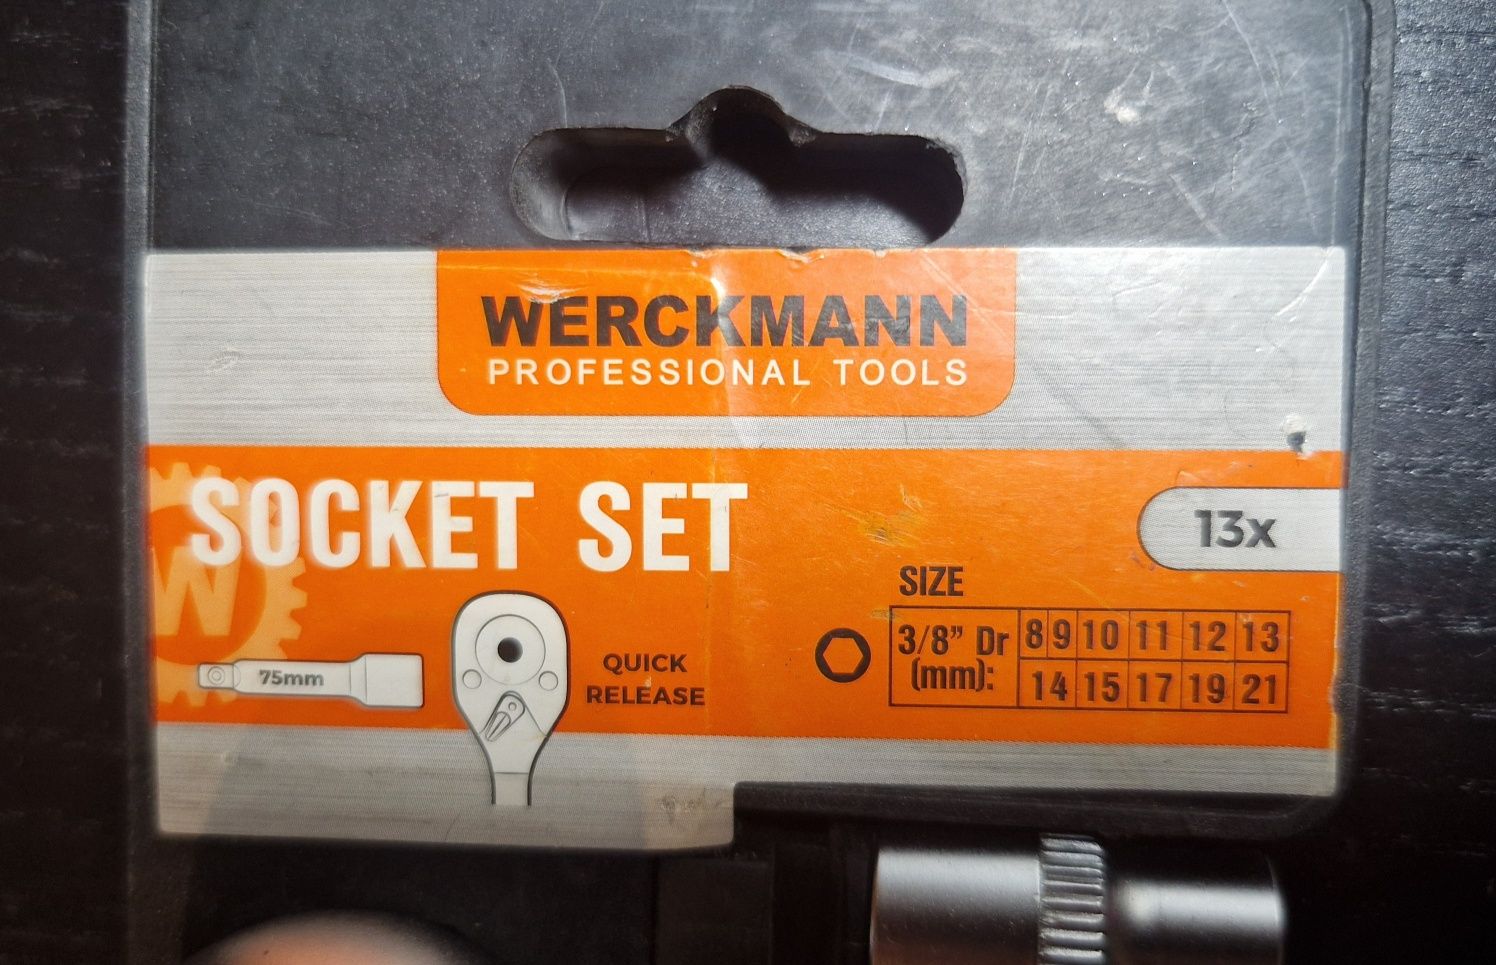 WERCKMANN
PROFESSIONAL TOOLS
SOCKET SET
13x
W
75mm
QUICK
RELEASE
SIZE
3/8” Dr
(mm):
8 9 10 11 12 13
14 15 17 19 21